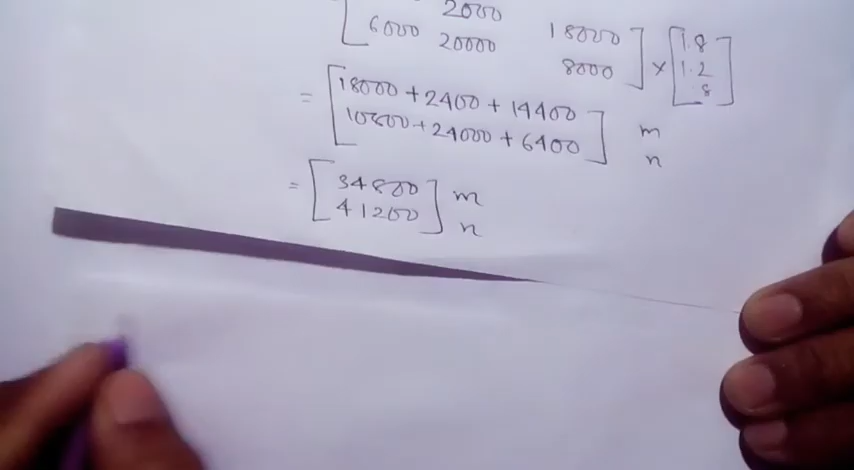 2000
6000 20000 18000 1.8
8000 × 1.2
.8
= 18000 + 2400 + 14400
10800 + 24000 + 6400 m
n
= 34800 m
41200 n